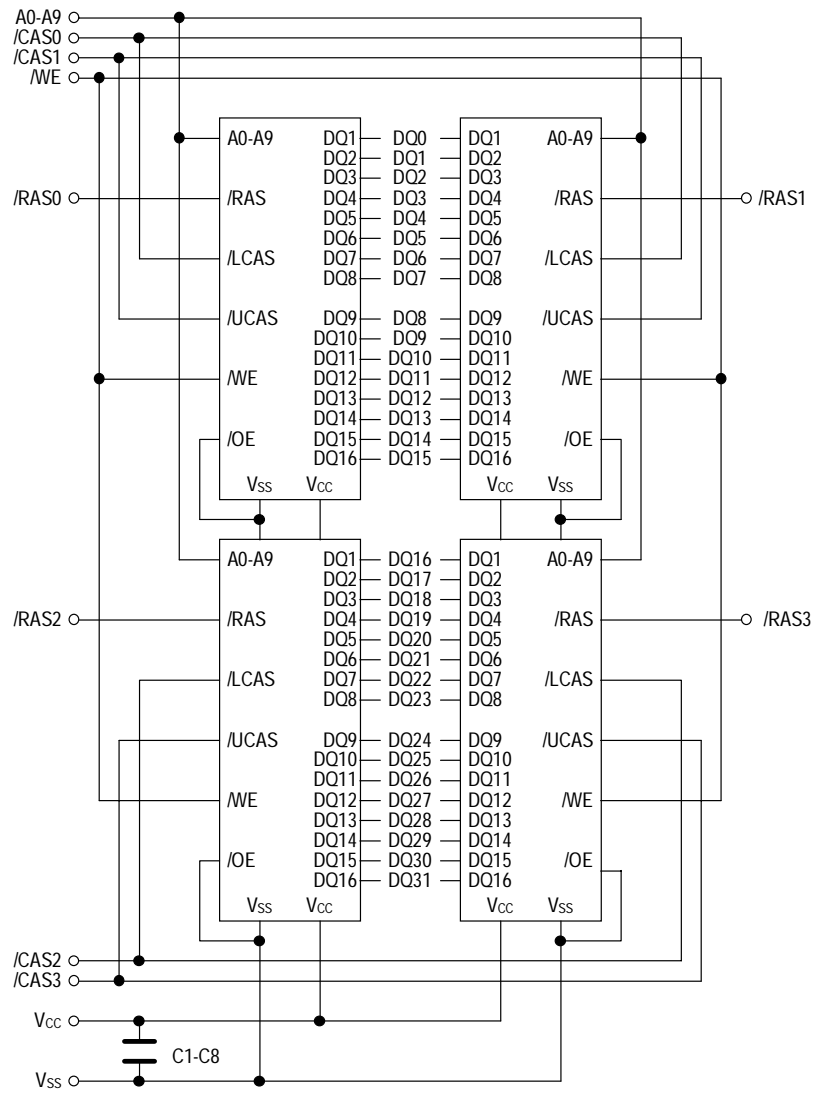 A0-A9
/CAS0
/CAS1
/WE
A0-A9 DQ1 DQ0 DQ1 A0-A9
DQ2 DQ1 DQ2
DQ3 DQ2 DQ3
/RAS0 /RAS DQ4 DQ3 DQ4 /RAS /RAS1
DQ5 DQ4 DQ5
DQ6 DQ5 DQ6
/LCAS DQ7 DQ6 DQ7 /LCAS
DQ8 DQ7 DQ8
/UCAS DQ9 DQ8 DQ9 /UCAS
DQ10 DQ9 DQ10
DQ11 DQ10 DQ11
/WE DQ12 DQ11 DQ12 /WE
DQ13 DQ12 DQ13
DQ14 DQ13 DQ14
/OE DQ15 DQ14 DQ15 /OE
DQ16 DQ15 DQ16
Vss Vcc Vcc Vss
A0-A9 DQ1 DQ16 DQ1 A0-A9
DQ2 DQ17 DQ2
DQ3 DQ18 DQ3
/RAS2 /RAS DQ4 DQ19 DQ4 /RAS /RAS3
DQ5 DQ20 DQ5
DQ6 DQ21 DQ6
/LCAS DQ7 DQ22 DQ7 /LCAS
DQ8 DQ23 DQ8
/UCAS DQ9 DQ24 DQ9 /UCAS
DQ10 DQ25 DQ10
DQ11 DQ26 DQ11
/WE DQ12 DQ27 DQ12 /WE
DQ13 DQ28 DQ13
DQ14 DQ29 DQ14
/OE DQ15 DQ30 DQ15 /OE
DQ16 DQ31 DQ16
Vss Vcc Vcc Vss
/CAS2
/CAS3
Vcc
C1-C8
Vss